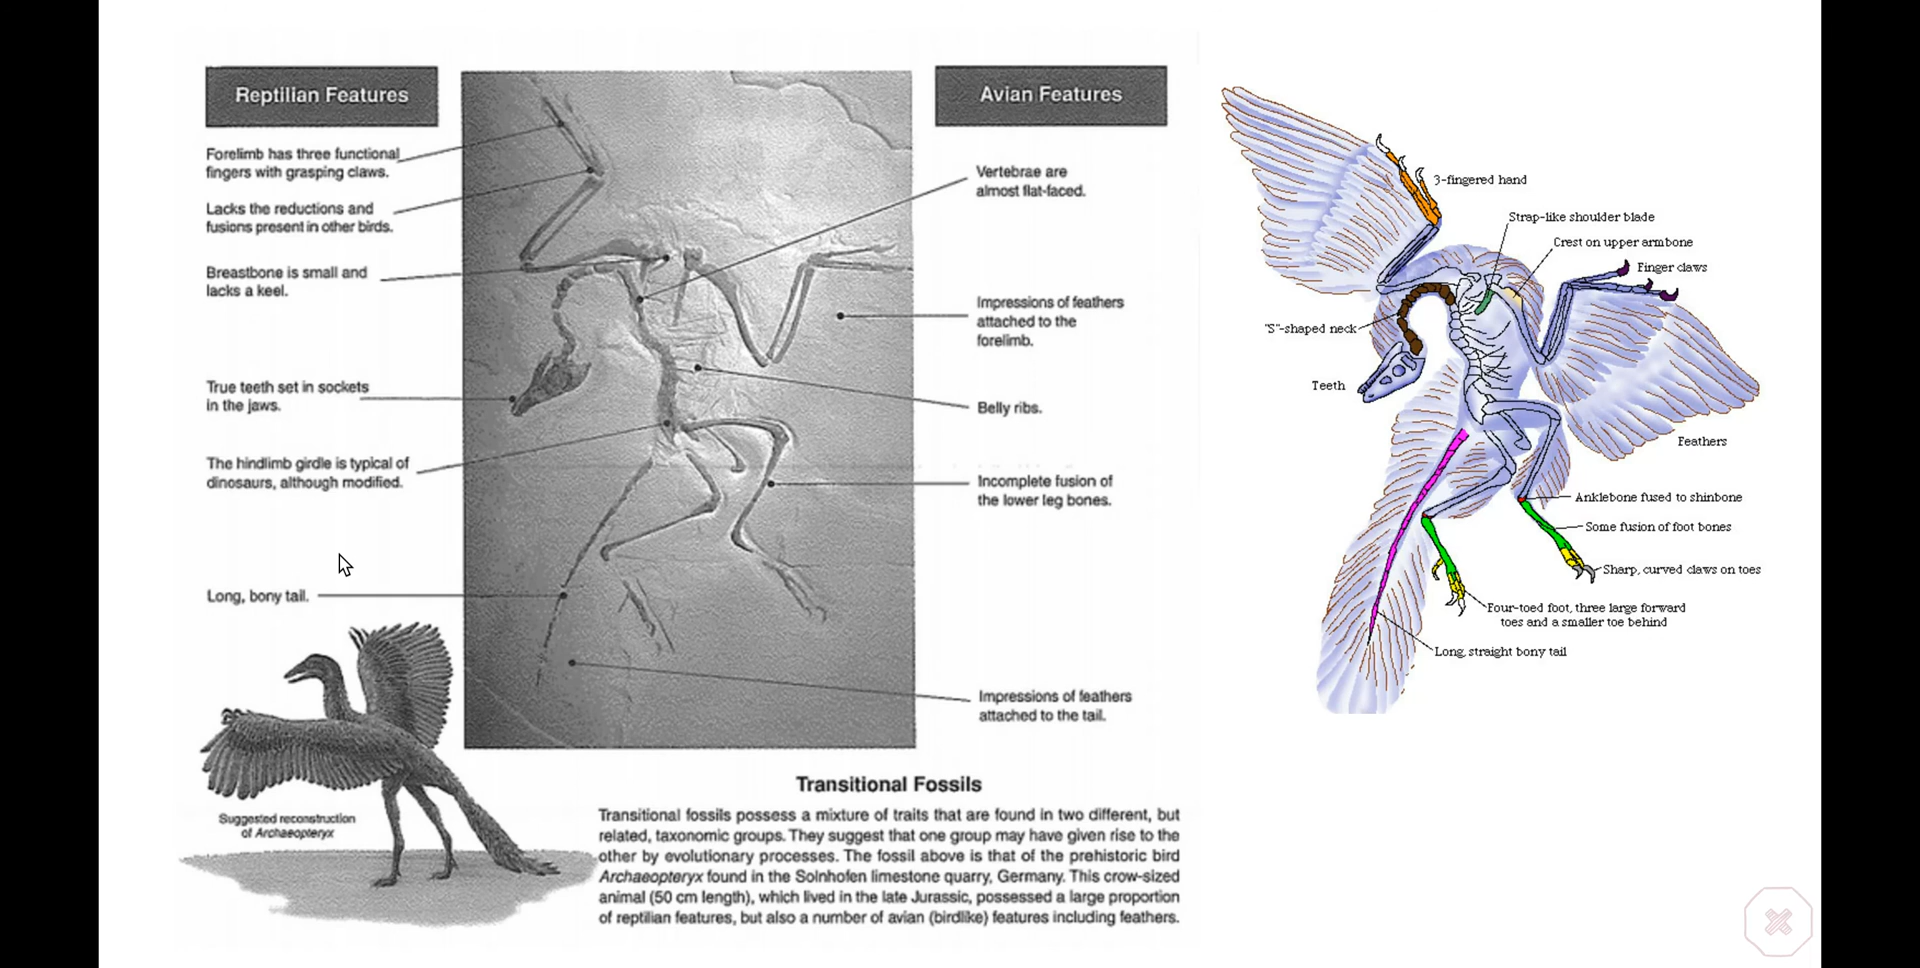 Reptilian Features
Forelimb has three functional
fingers with grasping claws.
Lacks the reductions and
fusions present in other birds.
Breastbone is small and
lacks a keel.
True teeth set in sockets
in the jaws.
The hindlimb girdle is typical of
dinosaurs, although modified.
Long, bony tail.
Suggested reconstruction
of Archaeopteryx
Avian Features
Vertebrae are
almost flat-faced.
Impressions of feathers
attached to the
forelimb.
Belly ribs.
Incomplete fusion of
the lower leg bones.
Impressions of feathers
attached to the tail.
Transitional Fossils
Transitional fossils possess a mixture of traits that are found in two different, but
related, taxonomic groups. They suggest that one group may have given rise to the
other by evolutionary processes. The fossil above is that of the prehistoric bird
Archaeopteryx found in the Solnhofen limestone quarry, Germany. This crow-sized
animal (50 cm length), which lived in the late Jurassic, possessed a large proportion
of reptilian features, but also a number of avian (birdlike) features including feathers.
3-fingered hand
Strap-like shoulder blade
Crest on upper armbone
Finger claws
"S"-shaped neck
Teeth
Feathers
Anklebone fused to shinbone
Some fusion of foot bones
Sharp, curved claws on toes
Four-toed foot, three large forward
toes and a smaller toe behind
Long, straight bony tail